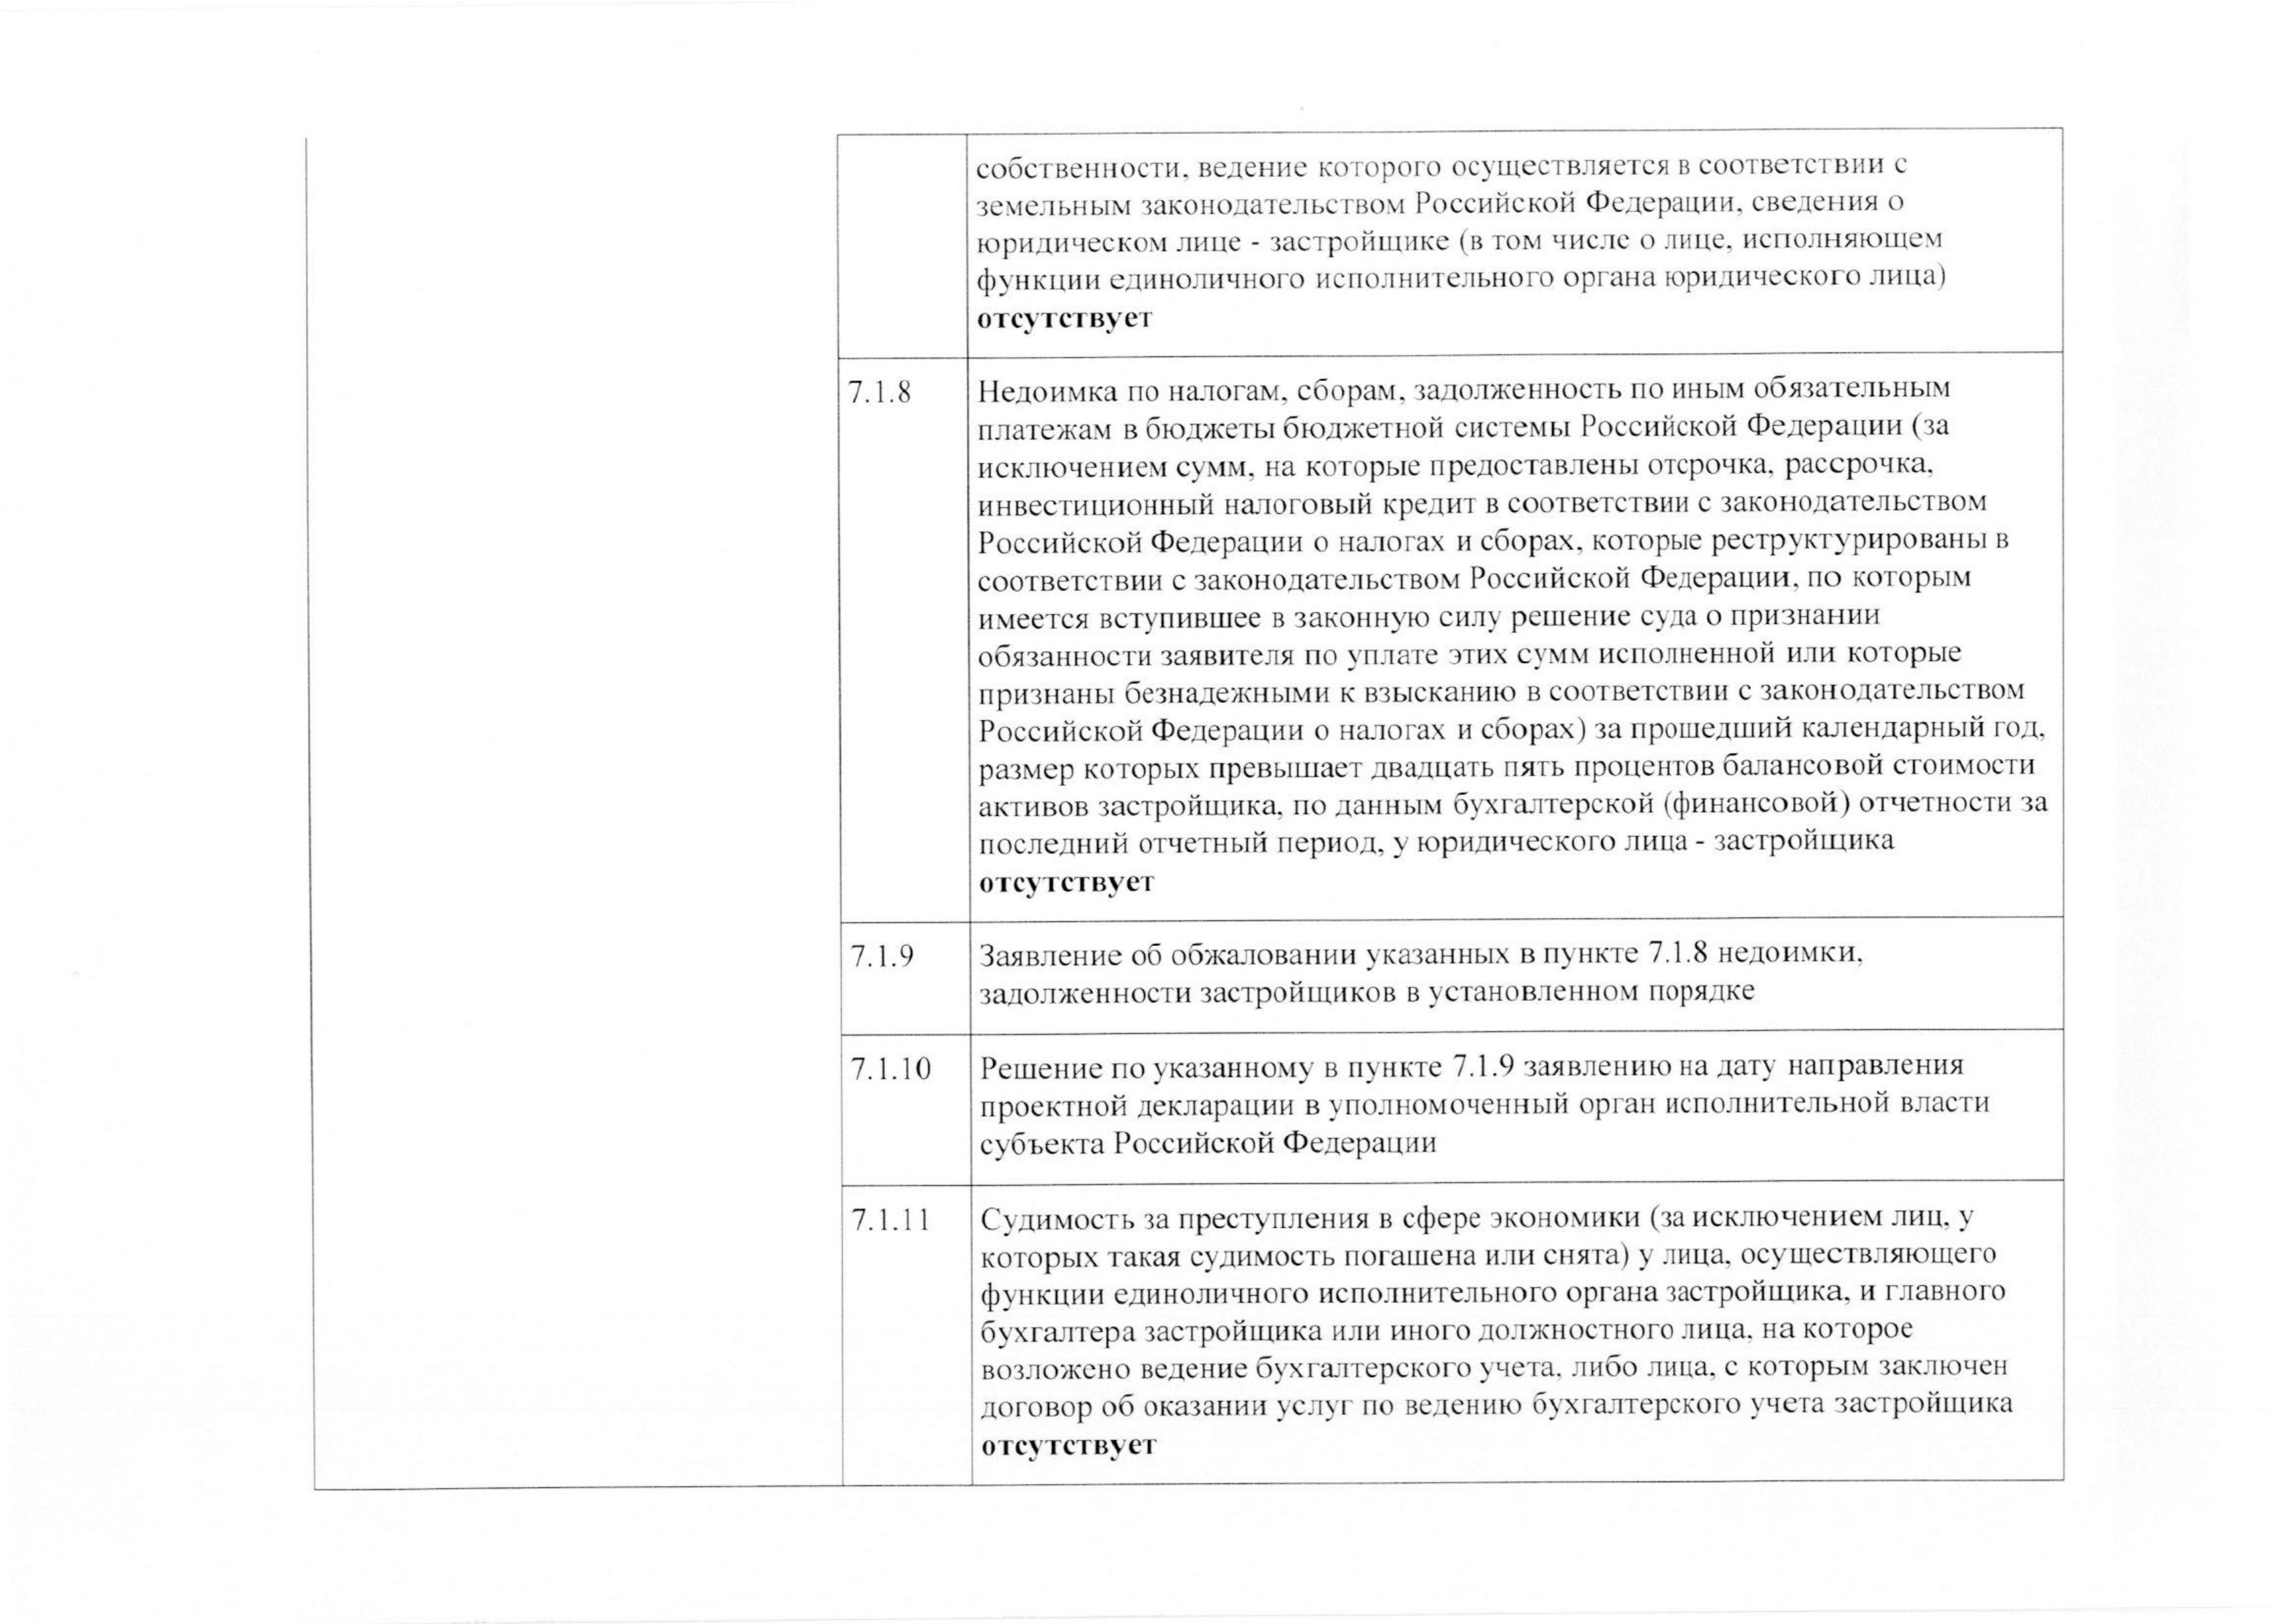 собственности, ведение которого осуществляется в соответствии с
земельным законодательством Российской Федерации, сведения о
юридическом лице - застройщике (в том числе о лице, исполняющем
функции единоличного исполнительного органа юридического лица)
отсутствует
7.1.8 Недоимка по налогам, сборам, задолженность по иным обязательным
платежам в бюджеты бюджетной системы Российской Федерации (за
исключением сумм, на которые предоставлены отсрочка, рассрочка,
инвестиционный налоговый кредит в соответствии с законодательством
Российской Федерации о налогах и сборах, которые реструктурированы в
соответствии с законодательством Российской Федерации, по которым
имеется вступившее в законную силу решение суда о признании
обязанности заявителя по уплате этих сумм исполненной или которые
признаны безнадежными к взысканию в соответствии с законодательством
Российской Федерации о налогах и сборах) за прошедший календарный год,
размер которых превышает двадцать пять процентов балансовой стоимости
активов застройщика, по данным бухгалтерской (финансовой) отчетности за
последний отчетный период, у юридического лица - застройщика
отсутствует
7.1.9 Заявление об обжаловании указанных в пункте 7.1.8 недоимки,
задолженности застройщиков в установленном порядке
7.1.10 Решение по указанному в пункте 7.1.9 заявлению на дату направления
проектной декларации в уполномоченный орган исполнительной власти
субъекта Российской Федерации
7.1.11 Судимость за преступления в сфере экономики (за исключением лиц, у
которых такая судимость погашена или снята) у лица, осуществляющего
функции единоличного исполнительного органа застройщика, и главного
бухгалтера застройщика или иного должностного лица, на которое
возложено ведение бухгалтерского учета, либо лица, с которым заключен
договор об оказании услуг по ведению бухгалтерского учета застройщика
отсутствует